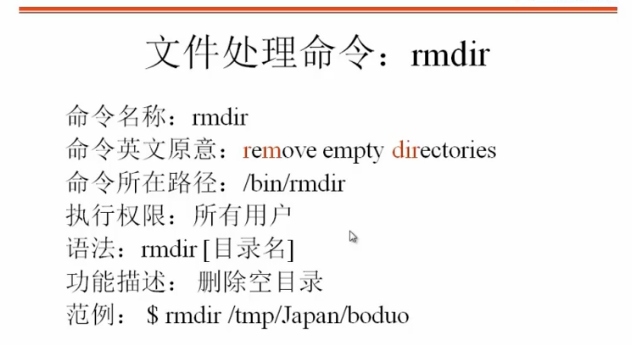 文件处理命令：rmdir
命令名称：rmdir
命令英文原意：remove empty directories
命令所在路径：/bin/rmdir
执行权限：所有用户
语法：rmdir [目录名]
功能描述： 删除空目录
范例： $ rmdir /tmp/Japan/boduo